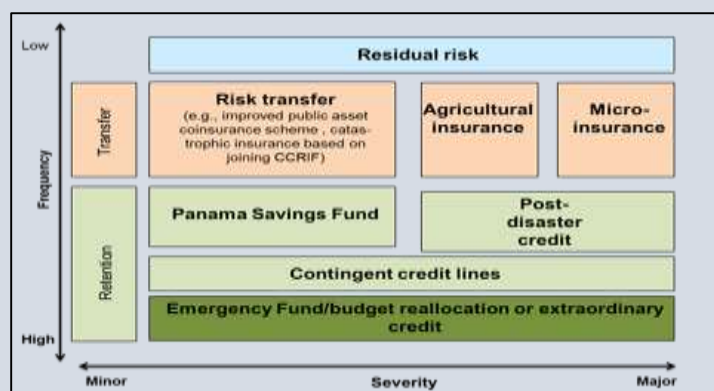 Low
Residual risk
Risk transfer
(e.g., improved public asset
coinsurance scheme , catas-
trophic insurance based on
joining CCRIF)
Agricultural
insurance
Micro-
insurance
Transfer
Frequency
Panama Savings Fund
Post-
disaster
credit
Retention
Contingent credit lines
Emergency Fund/budget reallocation or extraordinary
credit
High
Minor
Severity
Major